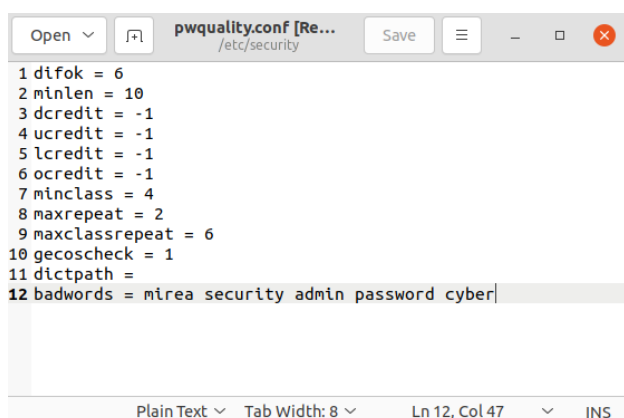 Open
pwquality.conf [Re...
/etc/security
Save
1 difok = 6
2 minlen = 10
3 dcredit = -1
4 ucredit = -1
5 lcredit = -1
6 ocredit = -1
7 minclass = 4
8 maxrepeat = 2
9 maxclassrepeat = 6
10 gecoscheck = 1
11 dictpath =
12 badwords = mirea security admin password cyber
Plain Text Tab Width: 8 Ln 12, Col 47 INS